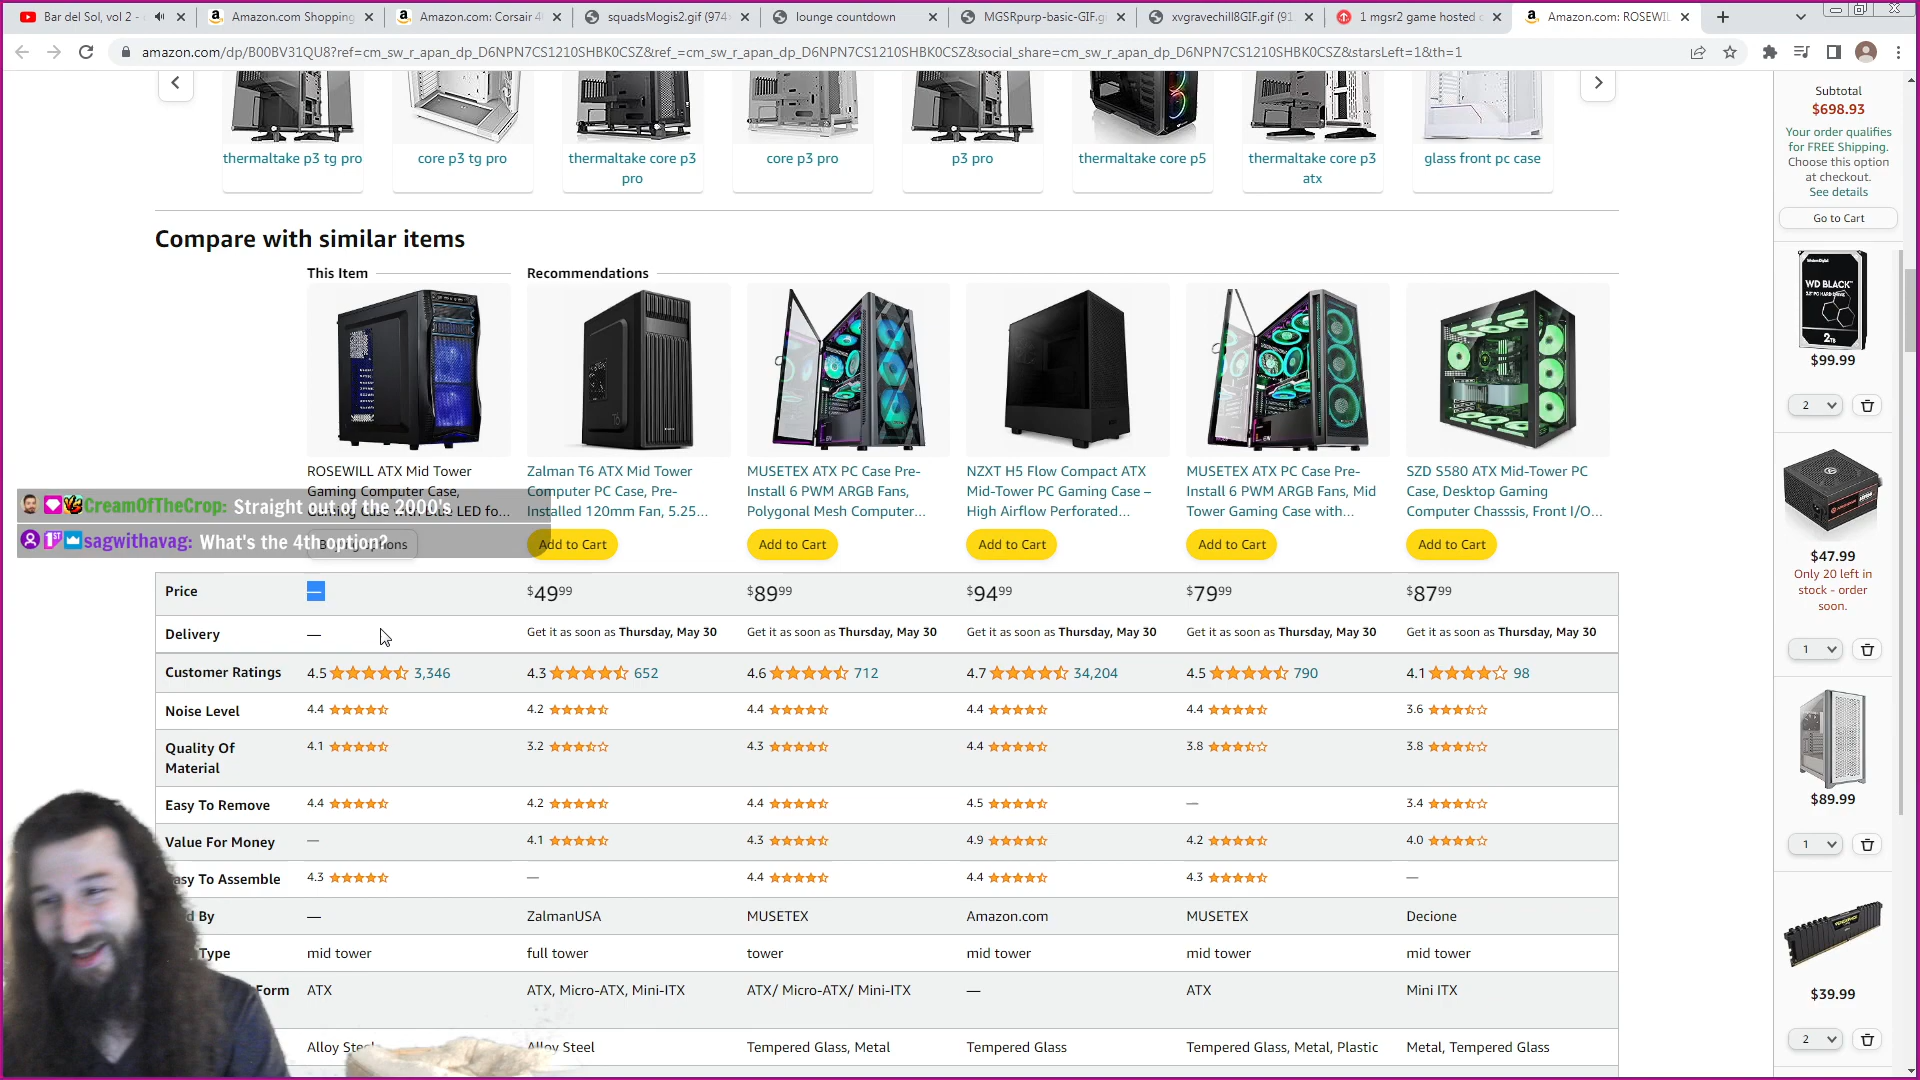 Bar del Sol, vol 2 -
Amazon.com Shopping
Amazon.com: Corsair 4
squadsMogis2.gif (974×
lounge countdown
MGSRpurp-basic-GIF.g
xvgravechill8GIF.gif (91
1 mgsr2 game hosted
Amazon.com: ROSEWIL
amazon.com/dp/B00BV31QU8?ref=cm_sw_r_apan_dp_D6NPN7CS1210SHBK0CSZ&ref_=cm_sw_r_apan_dp_D6NPN7CS1210SHBK0CSZ&social_share=cm_sw_r_apan_dp_D6NPN7CS1210SHBK0CSZ&starsLeft=1&th=1
thermaltake p3 tg pro
core p3 tg pro
thermaltake core p3
pro
core p3 pro
p3 pro
thermaltake core p5
thermaltake core p3
atx
glass front pc case
Compare with similar items
This Item
Recommendations
ROSEWILL ATX Mid Tower
Gaming Computer Case,
Gaming Case with Blue LED fo...
Zalman T6 ATX Mid Tower
Computer PC Case, Pre-
Installed 120mm Fan, 5.25...
Add to Cart
MUSETEX ATX PC Case Pre-
Install 6 PWM ARGB Fans,
Polygonal Mesh Computer...
Add to Cart
NZXT H5 Flow Compact ATX
Mid-Tower PC Gaming Case –
High Airflow Perforated...
Add to Cart
MUSETEX ATX PC Case Pre-
Install 6 PWM ARGB Fans, Mid
Tower Gaming Case with...
Add to Cart
SZD S580 ATX Mid-Tower PC
Case, Desktop Gaming
Computer Chasssis, Front I/O...
Add to Cart
CreamOfTheCrop: Straight out of the 2000's
1ST sagwithavag: What's the 4th option?
Price — $49.99 $89.99 $94.99 $79.99 $87.99
Delivery — Get it as soon as Thursday, May 30 Get it as soon as Thursday, May 30 Get it as soon as Thursday, May 30 Get it as soon as Thursday, May 30 Get it as soon as Thursday, May 30
Customer Ratings 4.5 3,346 4.3 652 4.6 712 4.7 34,204 4.5 790 4.1 98
Noise Level 4.4 4.2 4.4 4.4 4.4 3.6
Quality Of
Material 4.1 3.2 4.3 4.4 3.8 3.8
Easy To Remove 4.4 4.2 4.4 4.5 — 3.4
Value For Money — 4.1 4.3 4.9 4.2 4.0
asy To Assemble 4.3 — 4.4 4.4 4.3 —
d By — ZalmanUSA MUSETEX Amazon.com MUSETEX Decione
Type mid tower full tower tower mid tower mid tower mid tower
Form ATX ATX, Micro-ATX, Mini-ITX ATX/ Micro-ATX/ Mini-ITX — ATX Mini ITX
Alloy Steel Alloy Steel Tempered Glass, Metal Tempered Glass Tempered Glass, Metal, Plastic Metal, Tempered Glass
Subtotal
$698.93
Your order qualifies
for FREE Shipping.
Choose this option
at checkout.
See details
Go to Cart
WD BLACK
2TB
$99.99
2
$47.99
Only 20 left in
stock - order
soon.
1
$89.99
1
$39.99
2